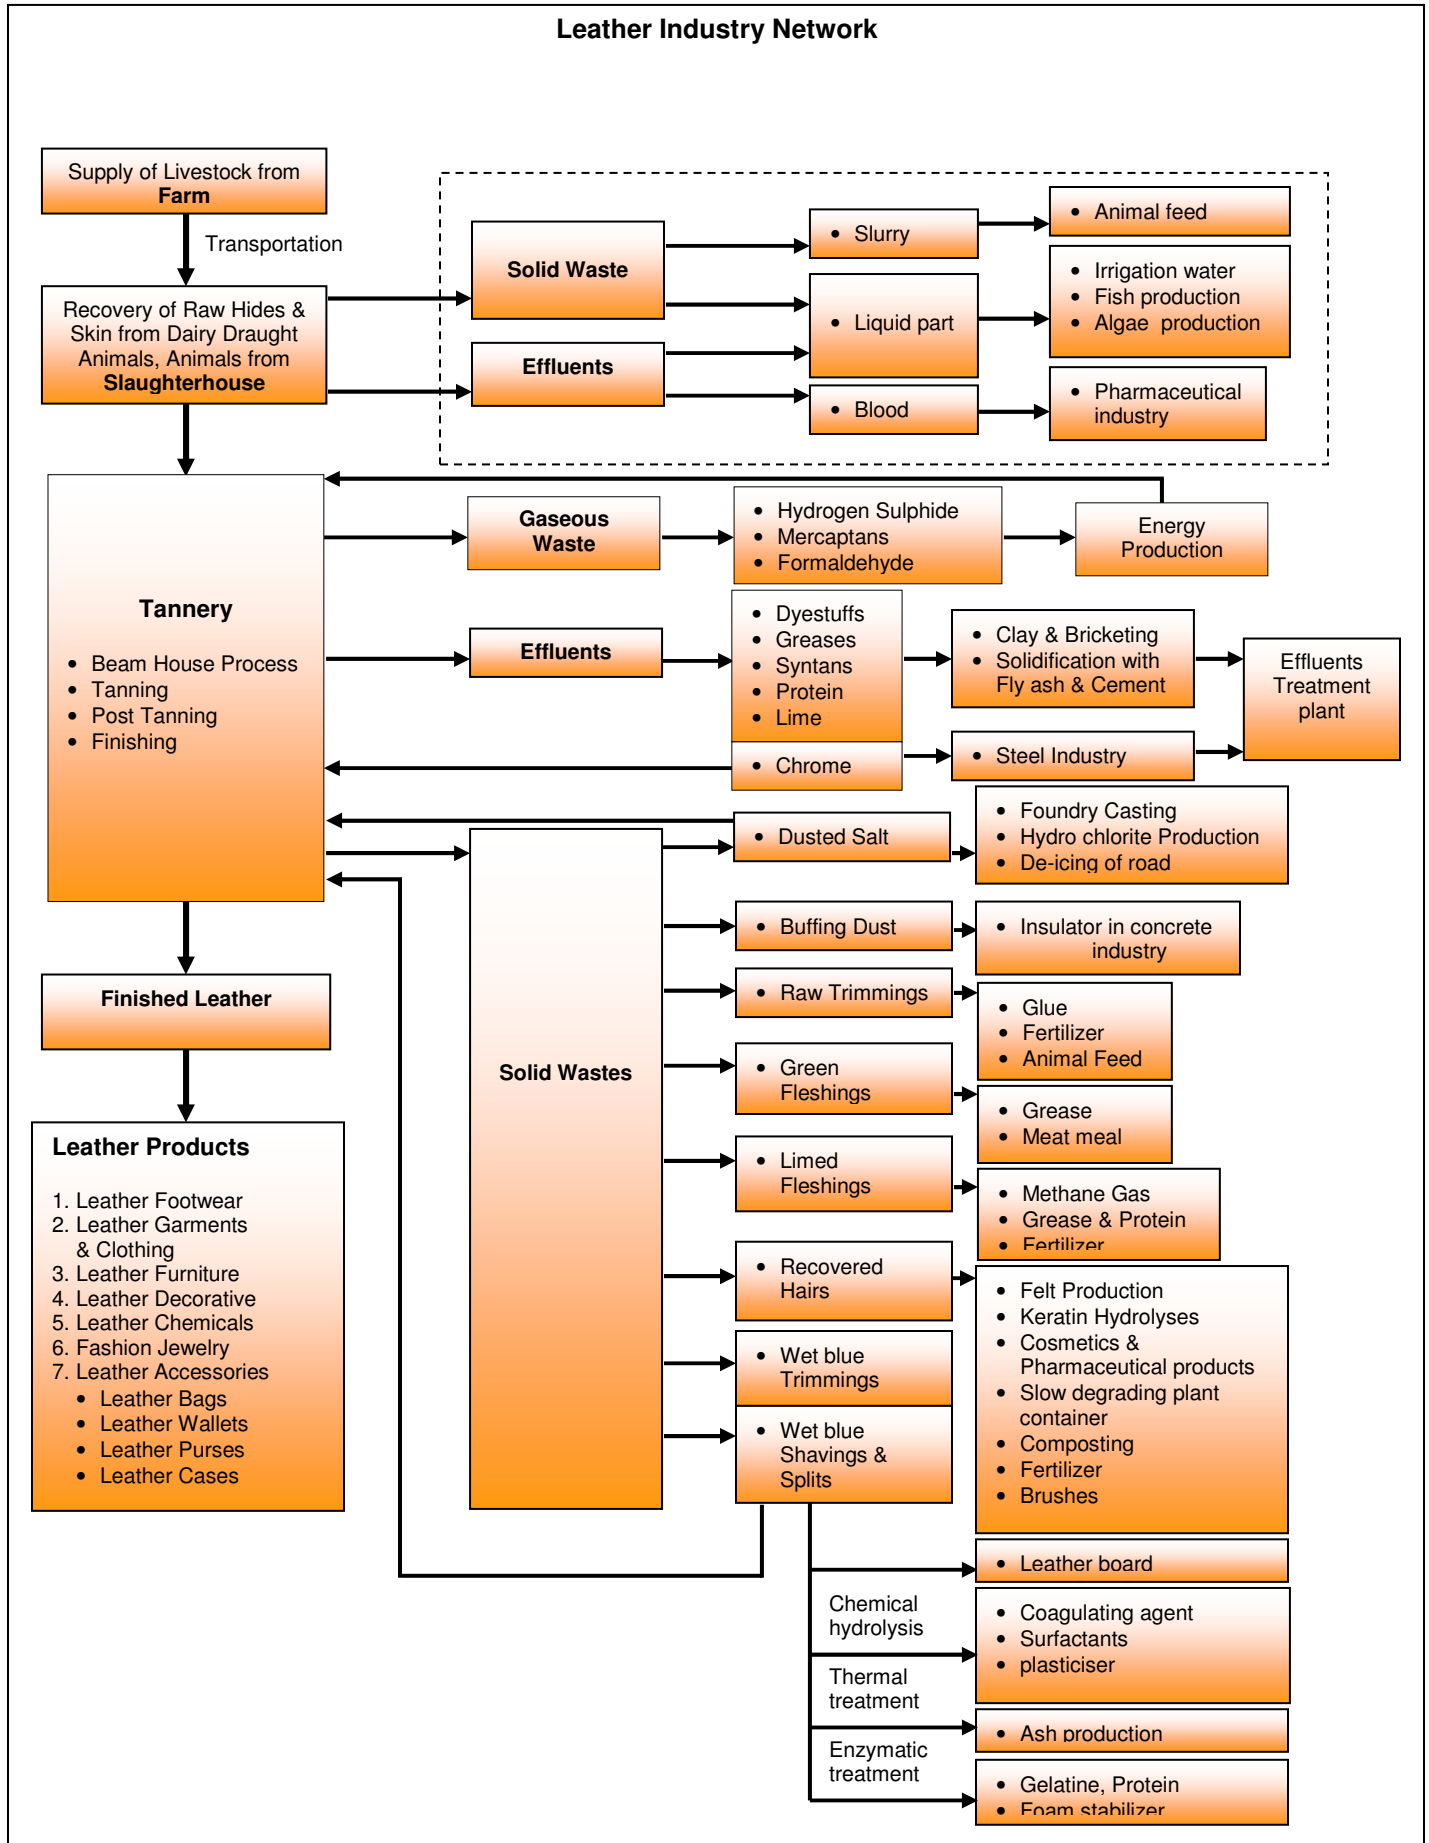 Leather Industry Network
Supply of Livestock from
Farm
Transportation
Recovery of Raw Hides &
Skin from Dairy Draught
Animals, Animals from
Slaughterhouse
Solid Waste
Effluents
• Slurry
• Liquid part
• Blood
• Animal feed
• Irrigation water
• Fish production
• Algae production
• Pharmaceutical
industry
Tannery
• Beam House Process
• Tanning
• Post Tanning
• Finishing
Gaseous
Waste
• Hydrogen Sulphide
• Mercaptans
• Formaldehyde
Energy
Production
Effluents
• Dyestuffs
• Greases
• Syntans
• Protein
• Lime
• Chrome
• Clay & Bricketing
• Solidification with
Fly ash & Cement
• Steel Industry
Effluents
Treatment
plant
Solid Wastes
• Dusted Salt
• Foundry Casting
• Hydro chlorite Production
• De-icing of road
• Buffing Dust
• Insulator in concrete
industry
• Raw Trimmings
• Glue
• Fertilizer
• Animal Feed
• Green
Fleshings
• Grease
• Meat meal
• Limed
Fleshings
• Methane Gas
• Grease & Protein
• Fertilizer
• Recovered
Hairs
• Felt Production
• Keratin Hydrolyses
• Cosmetics &
Pharmaceutical products
• Slow degrading plant
container
• Composting
• Fertilizer
• Brushes
• Wet blue
Trimmings
• Wet blue
Shavings &
Splits
• Leather board
Chemical
hydrolysis
• Coagulating agent
• Surfactants
• plasticiser
Thermal
treatment
• Ash production
Enzymatic
treatment
• Gelatine, Protein
• Foam stabilizer
Finished Leather
Leather Products
1. Leather Footwear
2. Leather Garments
& Clothing
3. Leather Furniture
4. Leather Decorative
5. Leather Chemicals
6. Fashion Jewelry
7. Leather Accessories
• Leather Bags
• Leather Wallets
• Leather Purses
• Leather Cases